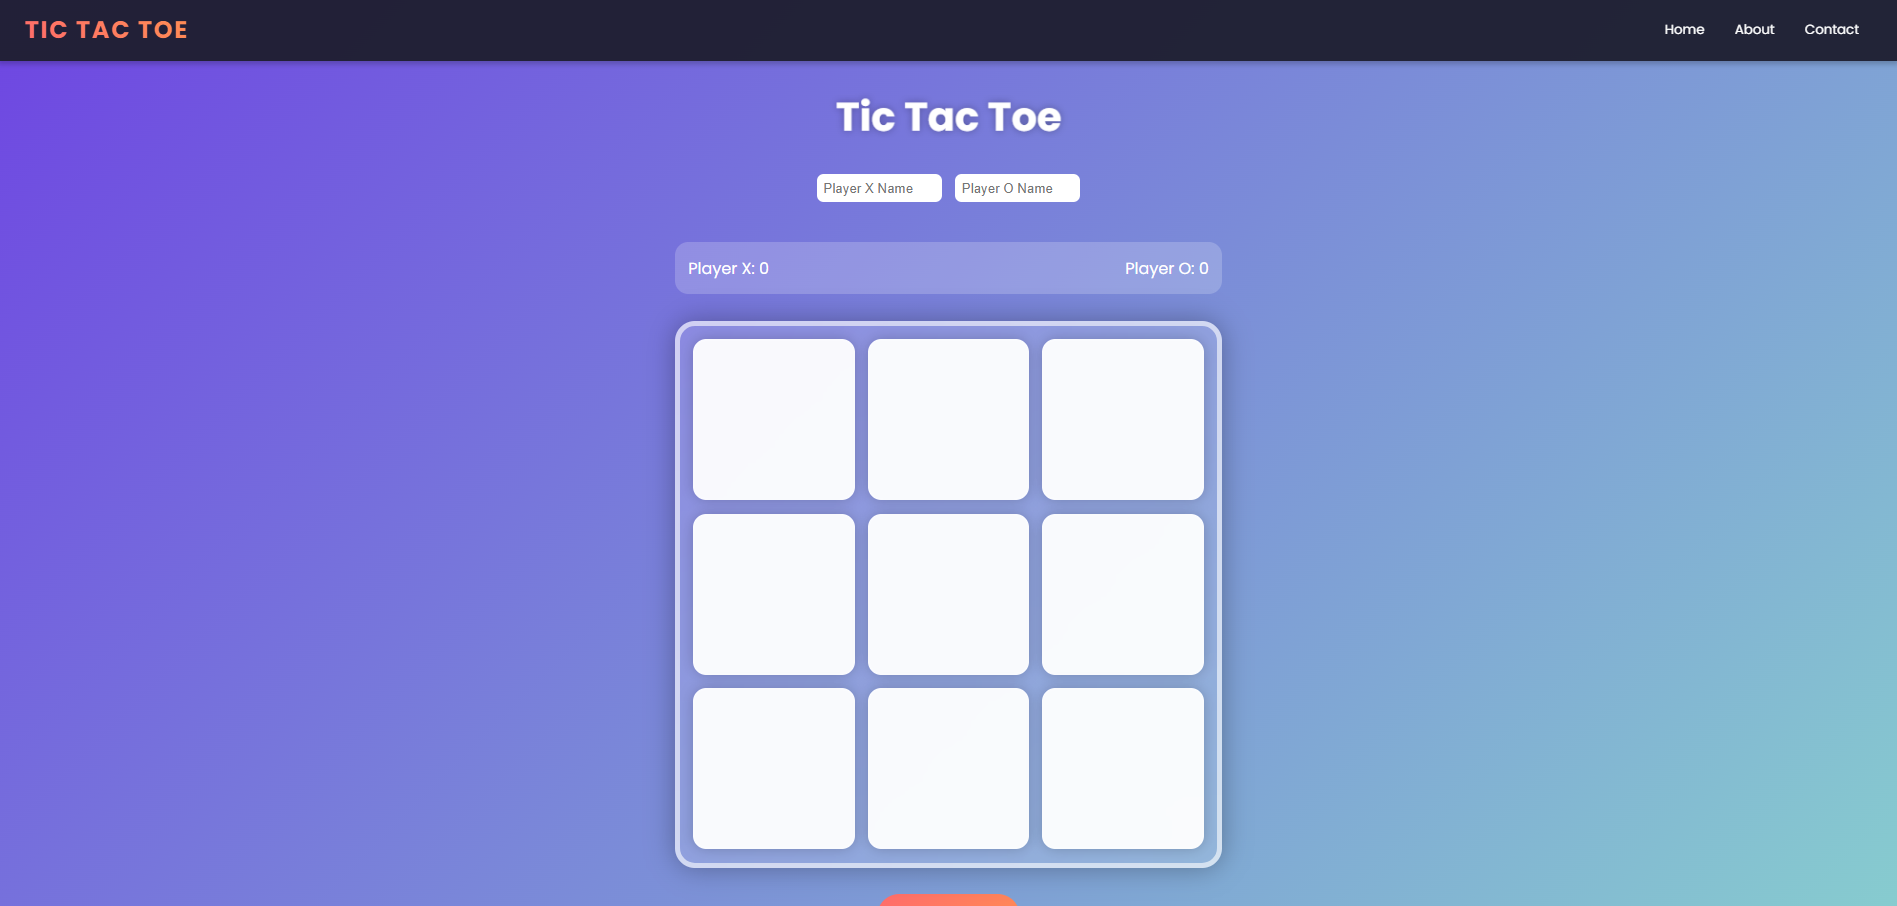 TIC TAC TOE
Home About Contact
Tic Tac Toe
Player X Name Player O Name
Player X: 0 Player O: 0